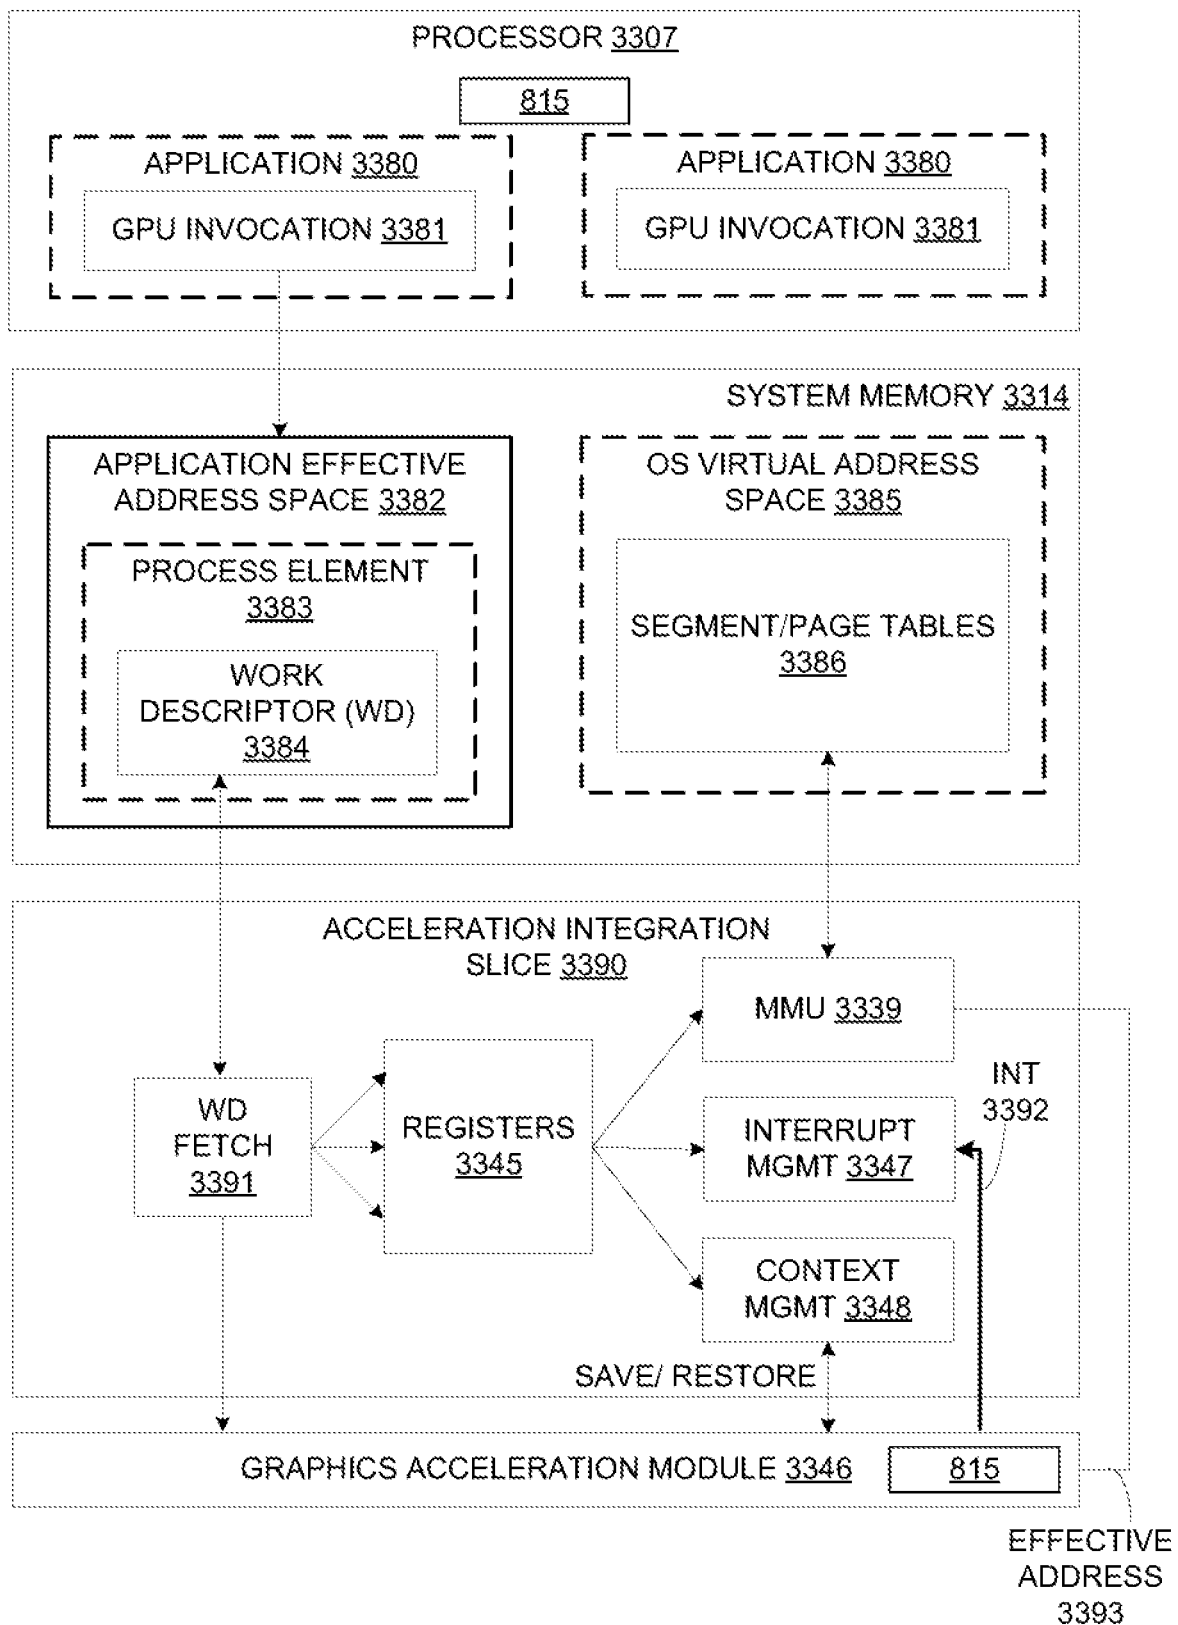 PROCESSOR 3307
815
APPLICATION 3380
GPU INVOCATION 3381
APPLICATION 3380
GPU INVOCATION 3381
SYSTEM MEMORY 3314
APPLICATION EFFECTIVE
ADDRESS SPACE 3382
PROCESS ELEMENT
3383
WORK
DESCRIPTOR (WD)
3384
OS VIRTUAL ADDRESS
SPACE 3385
SEGMENT/PAGE TABLES
3386
ACCELERATION INTEGRATION
SLICE 3390
WD
FETCH
3391
REGISTERS
3345
MMU 3339
INTERRUPT
MGMT 3347
CONTEXT
MGMT 3348
INT
3392
SAVE/ RESTORE
GRAPHICS ACCELERATION MODULE 3346
815
EFFECTIVE
ADDRESS
3393